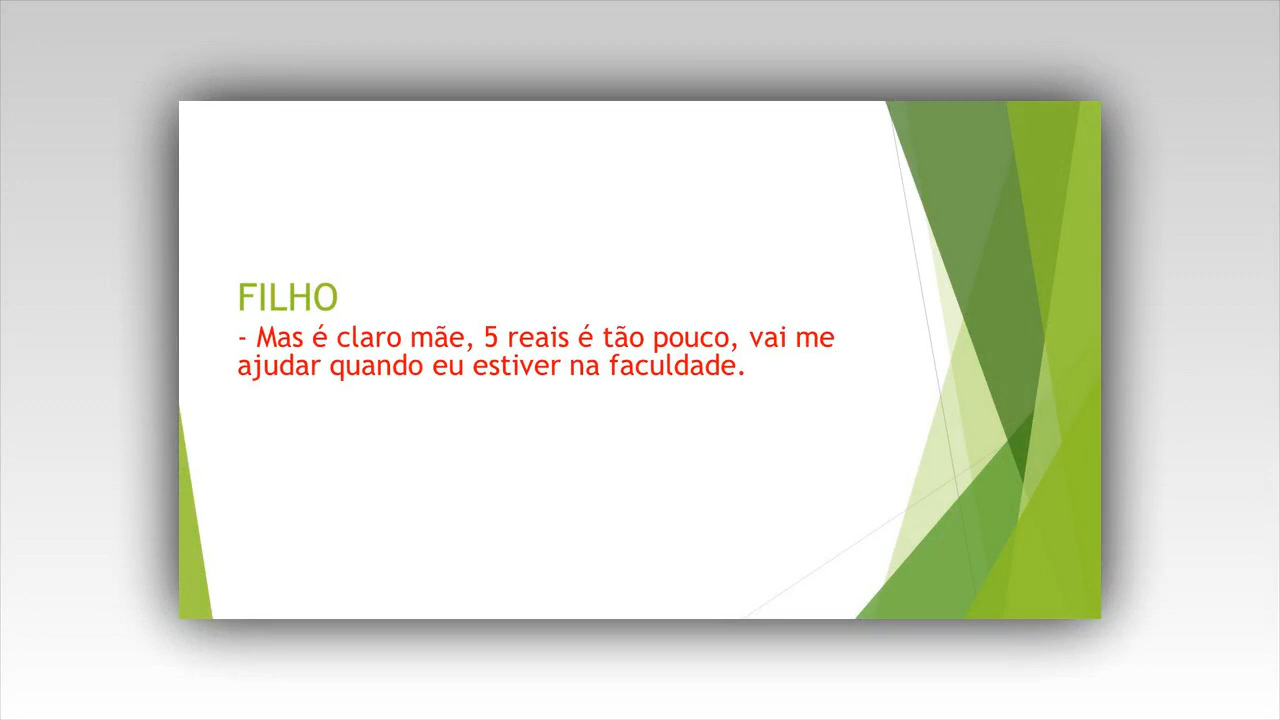 FILHO
- Mas é claro mãe, 5 reais é tão pouco, vai me
ajudar quando eu estiver na faculdade.